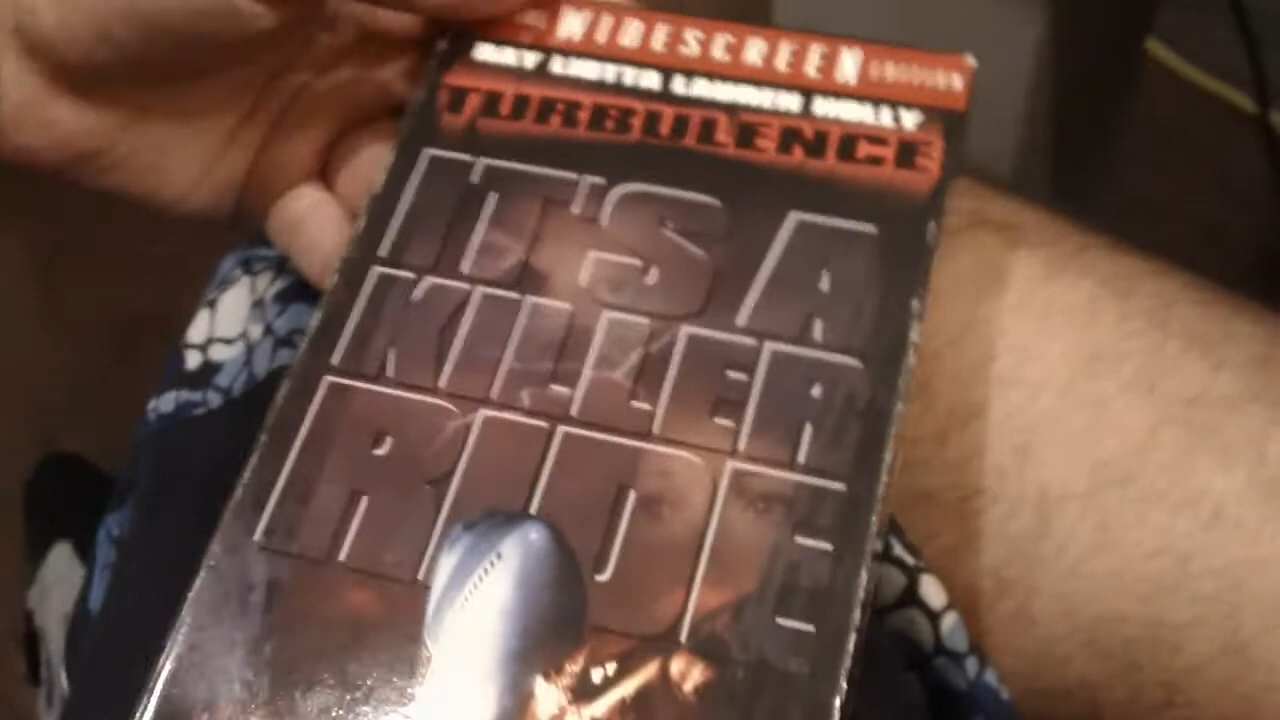 WIDESCREEN EDITION
RAY LIOTTA LAUREN HOLLY
TURBULENCE
IT'S A
KILLER
RIDE